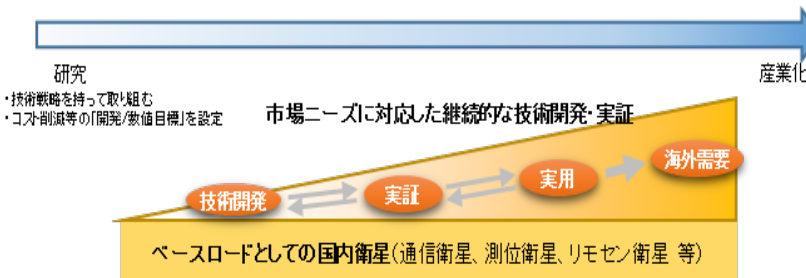 研究
産業化
・技術戦略を持って取り組む
・コスト削減等の「開発/数値目標」を設定
市場ニーズに対応した継続的な技術開発・実証
技術開発
実証
実用
海外需要
ベースロードとしての国内衛星(通信衛星、測位衛星、リモセン衛星 等)